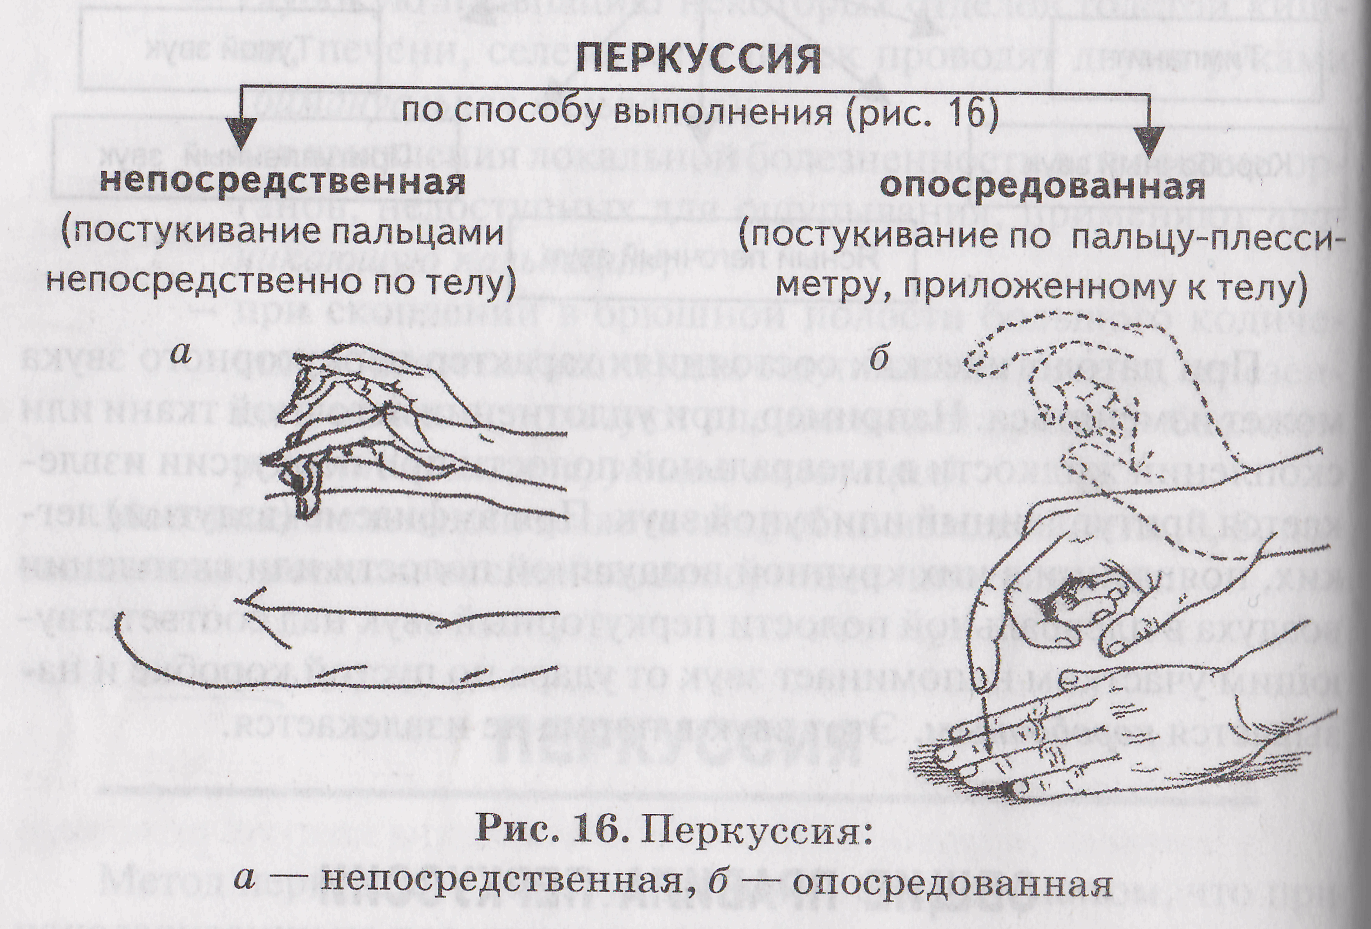 ПЕРКУССИЯ
по способу выполнения (рис. 16)
непосредственная
(постукивание пальцами
непосредственно по телу)
опосредованная
(постукивание по пальцу-плесси-
метру, приложенному к телу)
а
б
Рис. 16. Перкуссия:
а — непосредственная, б — опосредованная